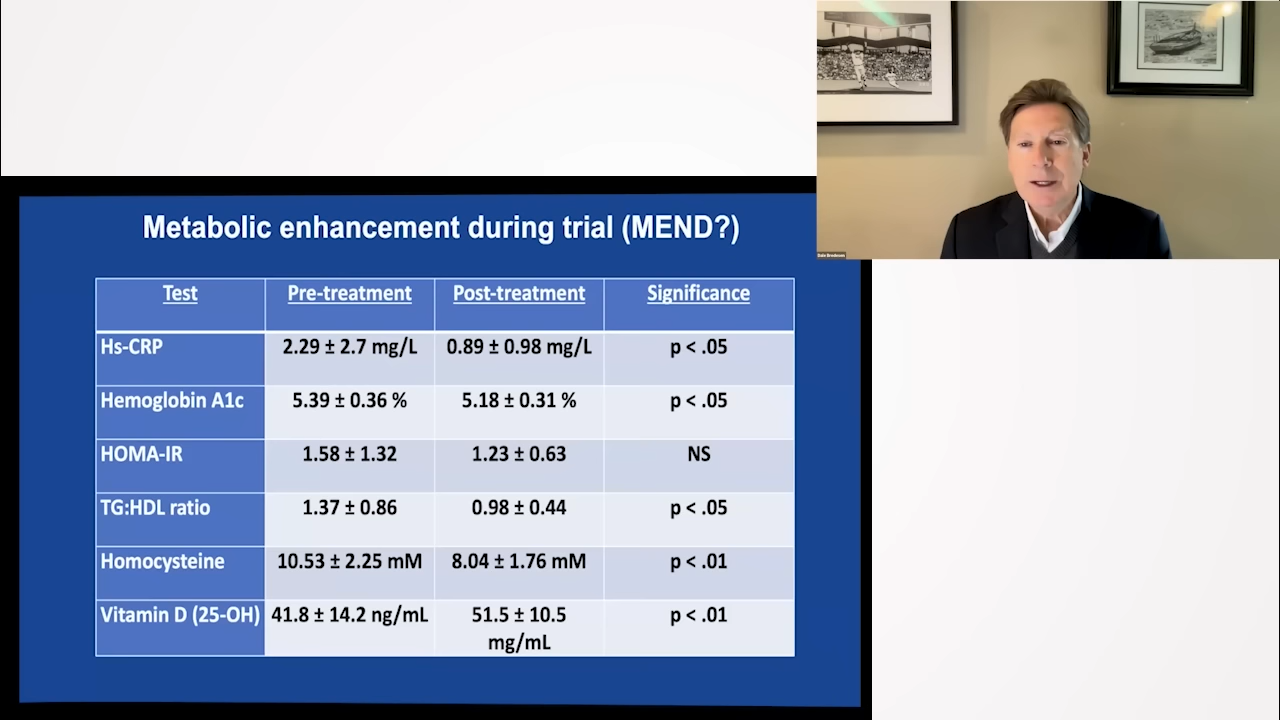 Dale Bredesen
Metabolic enhancement during trial (MEND?)
Test Pre-treatment Post-treatment Significance
Hs-CRP 2.29 ± 2.7 mg/L 0.89 ± 0.98 mg/L p < .05
Hemoglobin A1c 5.39 ± 0.36 % 5.18 ± 0.31 % p < .05
HOMA-IR 1.58 ± 1.32 1.23 ± 0.63 NS
TG:HDL ratio 1.37 ± 0.86 0.98 ± 0.44 p < .05
Homocysteine 10.53 ± 2.25 mM 8.04 ± 1.76 mM p < .01
Vitamin D (25-OH) 41.8 ± 14.2 ng/mL 51.5 ± 10.5 p < .01
mg/mL